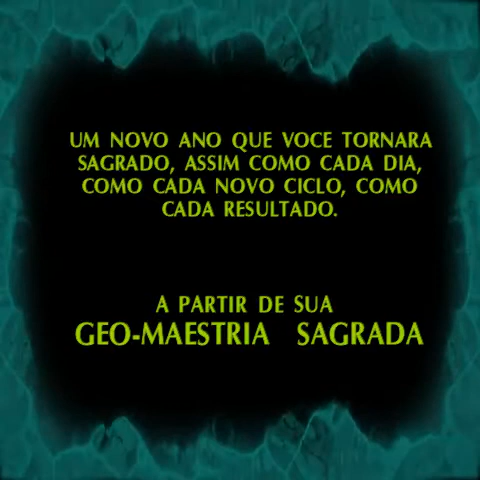 UM NOVO ANO QUE VOCE TORNARA
SAGRADO, ASSIM COMO CADA DIA,
COMO CADA NOVO CICLO, COMO
CADA RESULTADO.
A PARTIR DE SUA
GEO-MAESTRIA SAGRADA